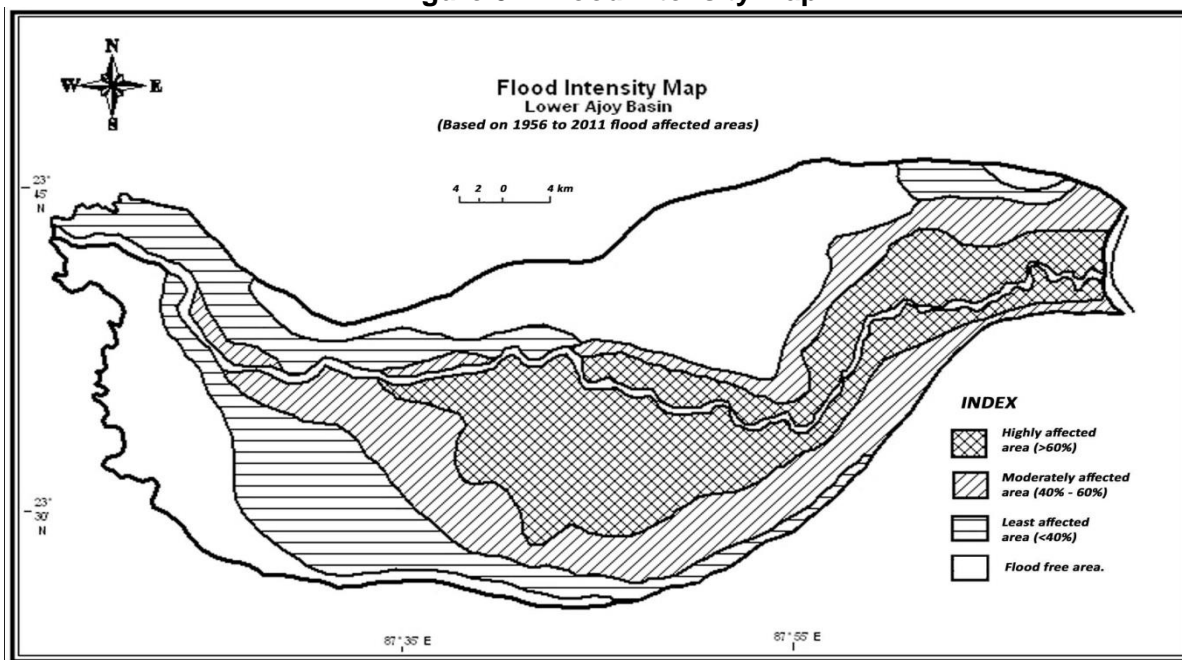 N
W E
S
Flood Intensity Map
Lower Ajoy Basin
(Based on 1956 to 2011 flood affected areas)
4 2 0 4 km
23°
45'
N
INDEX
Highly affected
area (>60%)
Moderately affected
area (40% - 60%)
Least affected
area (<40%)
Flood free area.
23°
N
87°35' E
87°55' E